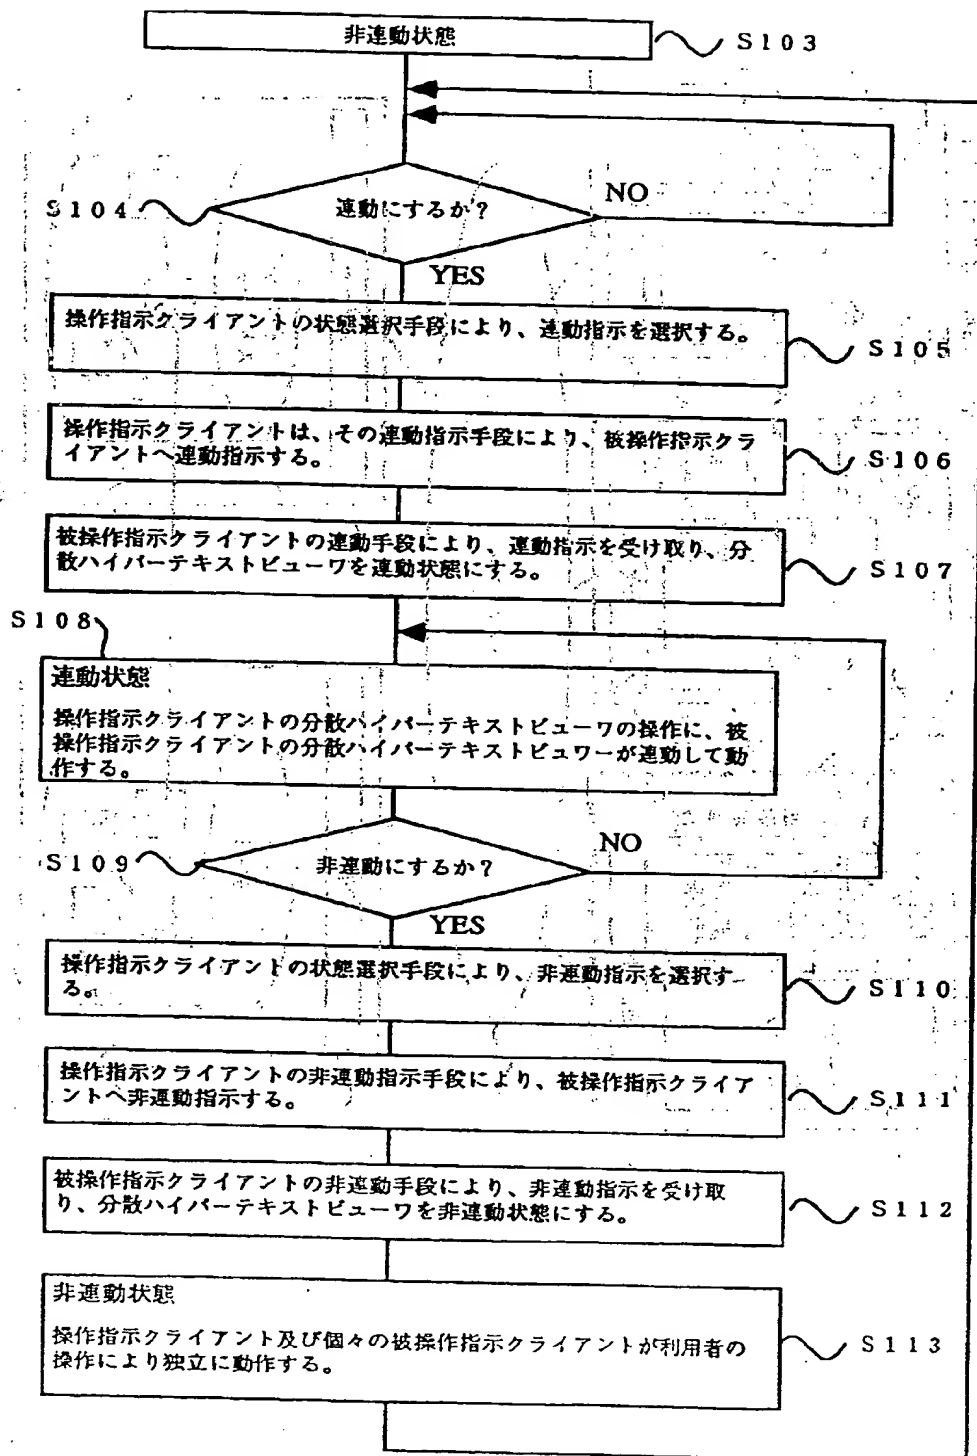 非連動状態
S103
連動にするか?
NO
S104
YES
操作指示クライアントの状態選択手段により、連動指示を選択する。
S105
操作指示クライアントは、その連動指示手段により、被操作指示クラ
イアントへ連動指示する。
S106
被操作指示クライアントの連動手段により、連動指示を受け取り、分
散ハイパーテキストビューワを連動状態にする。
S107
S108
連動状態
操作指示クライアントの分散ハイパーテキストビューワの操作に、被
操作指示クライアントの分散ハイパーテキストビュワーが連動して動
作する。
NO
S109
非連動にするか?
YES
操作指示クライアントの状態選択手段により、非連動指示を選択す
る。
S110
操作指示クライアントの非連動指示手段により、被操作指示クライア
ントへ非連動指示する。
S111
被操作指示クライアントの非連動手段により、非連動指示を受け取
り、分散ハイパーテキストビューワを非連動状態にする。
S112
非連動状態
操作指示クライアント及び個々の被操作指示クライアントが利用者の
操作により独立に動作する。
S113